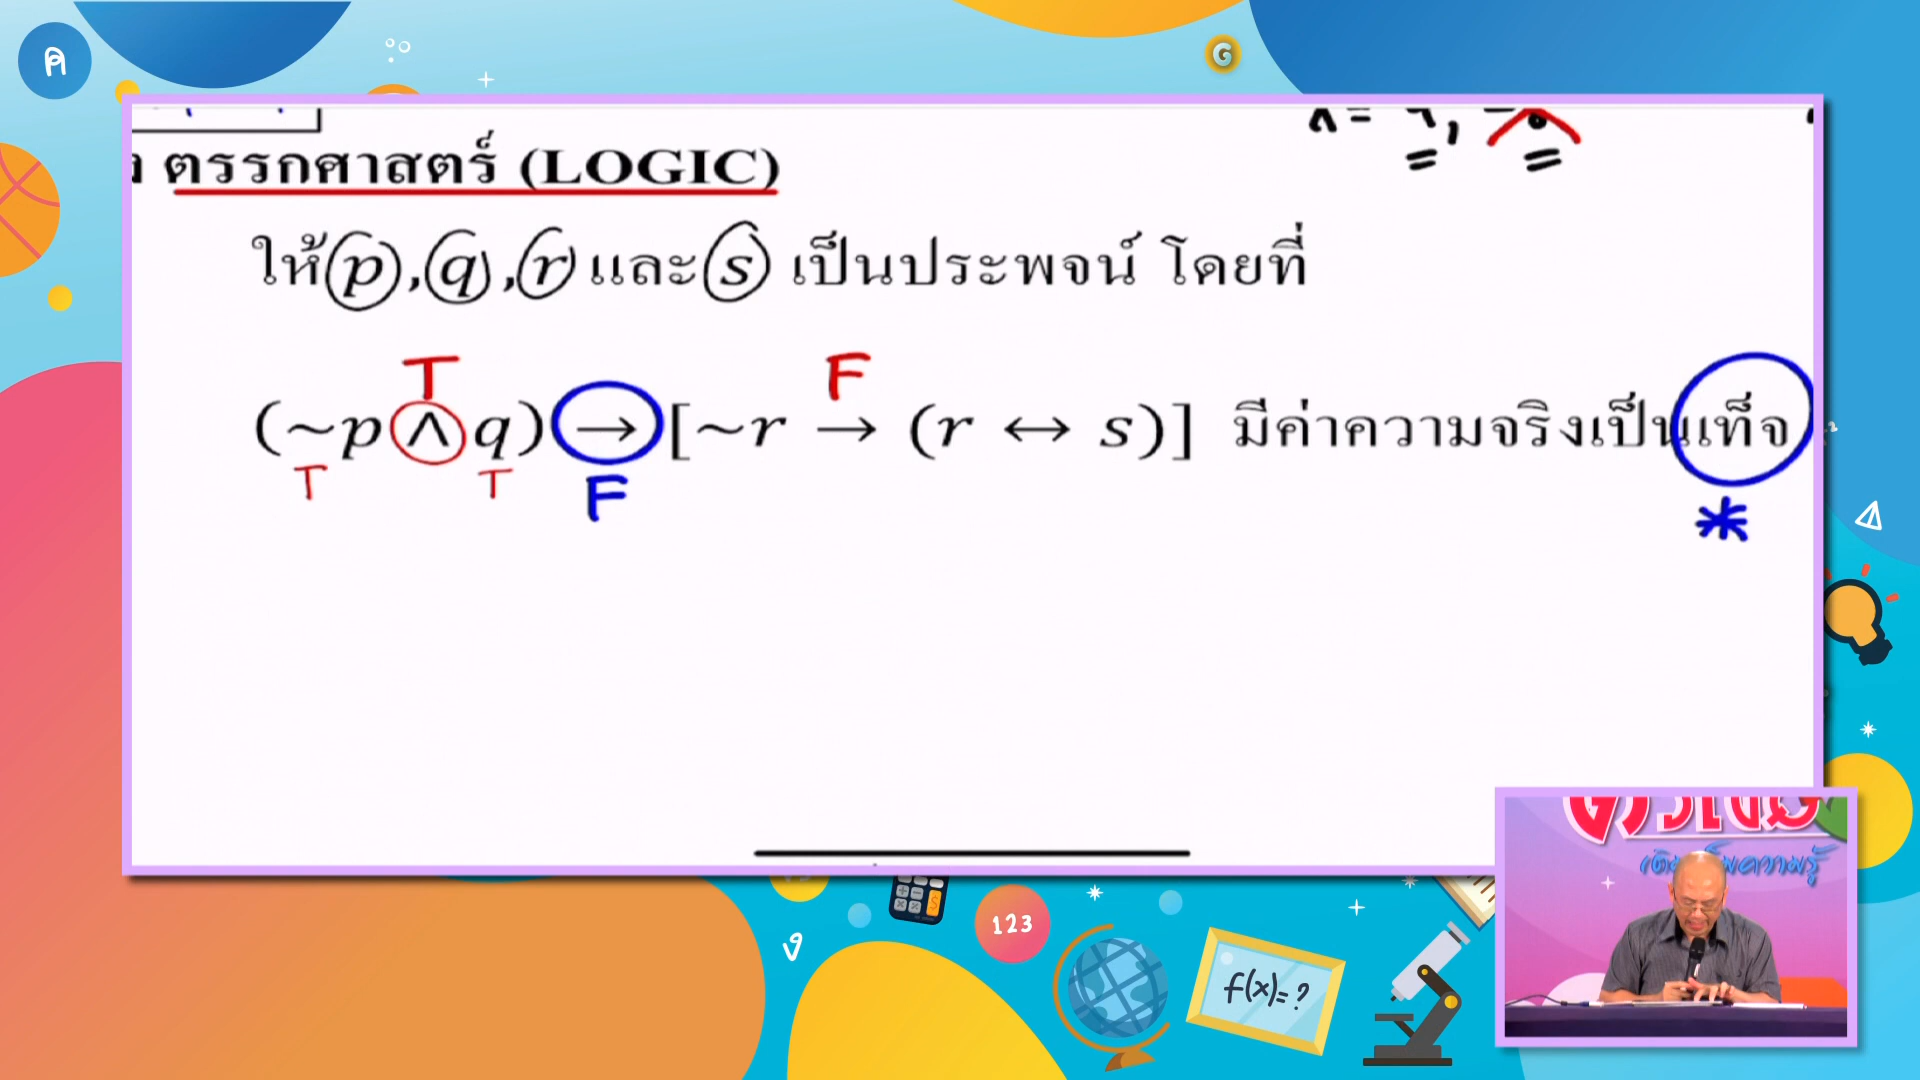 ค
G
ตรรกศาสตร์ (LOGIC)
ให้ p , q , r และ s เป็นประพจน์ โดยที่
T F
(~p ∧ q) → [~r → (r ↔ s)] มีค่าความจริงเป็นเท็จ
T T F *
123
f(x)=?